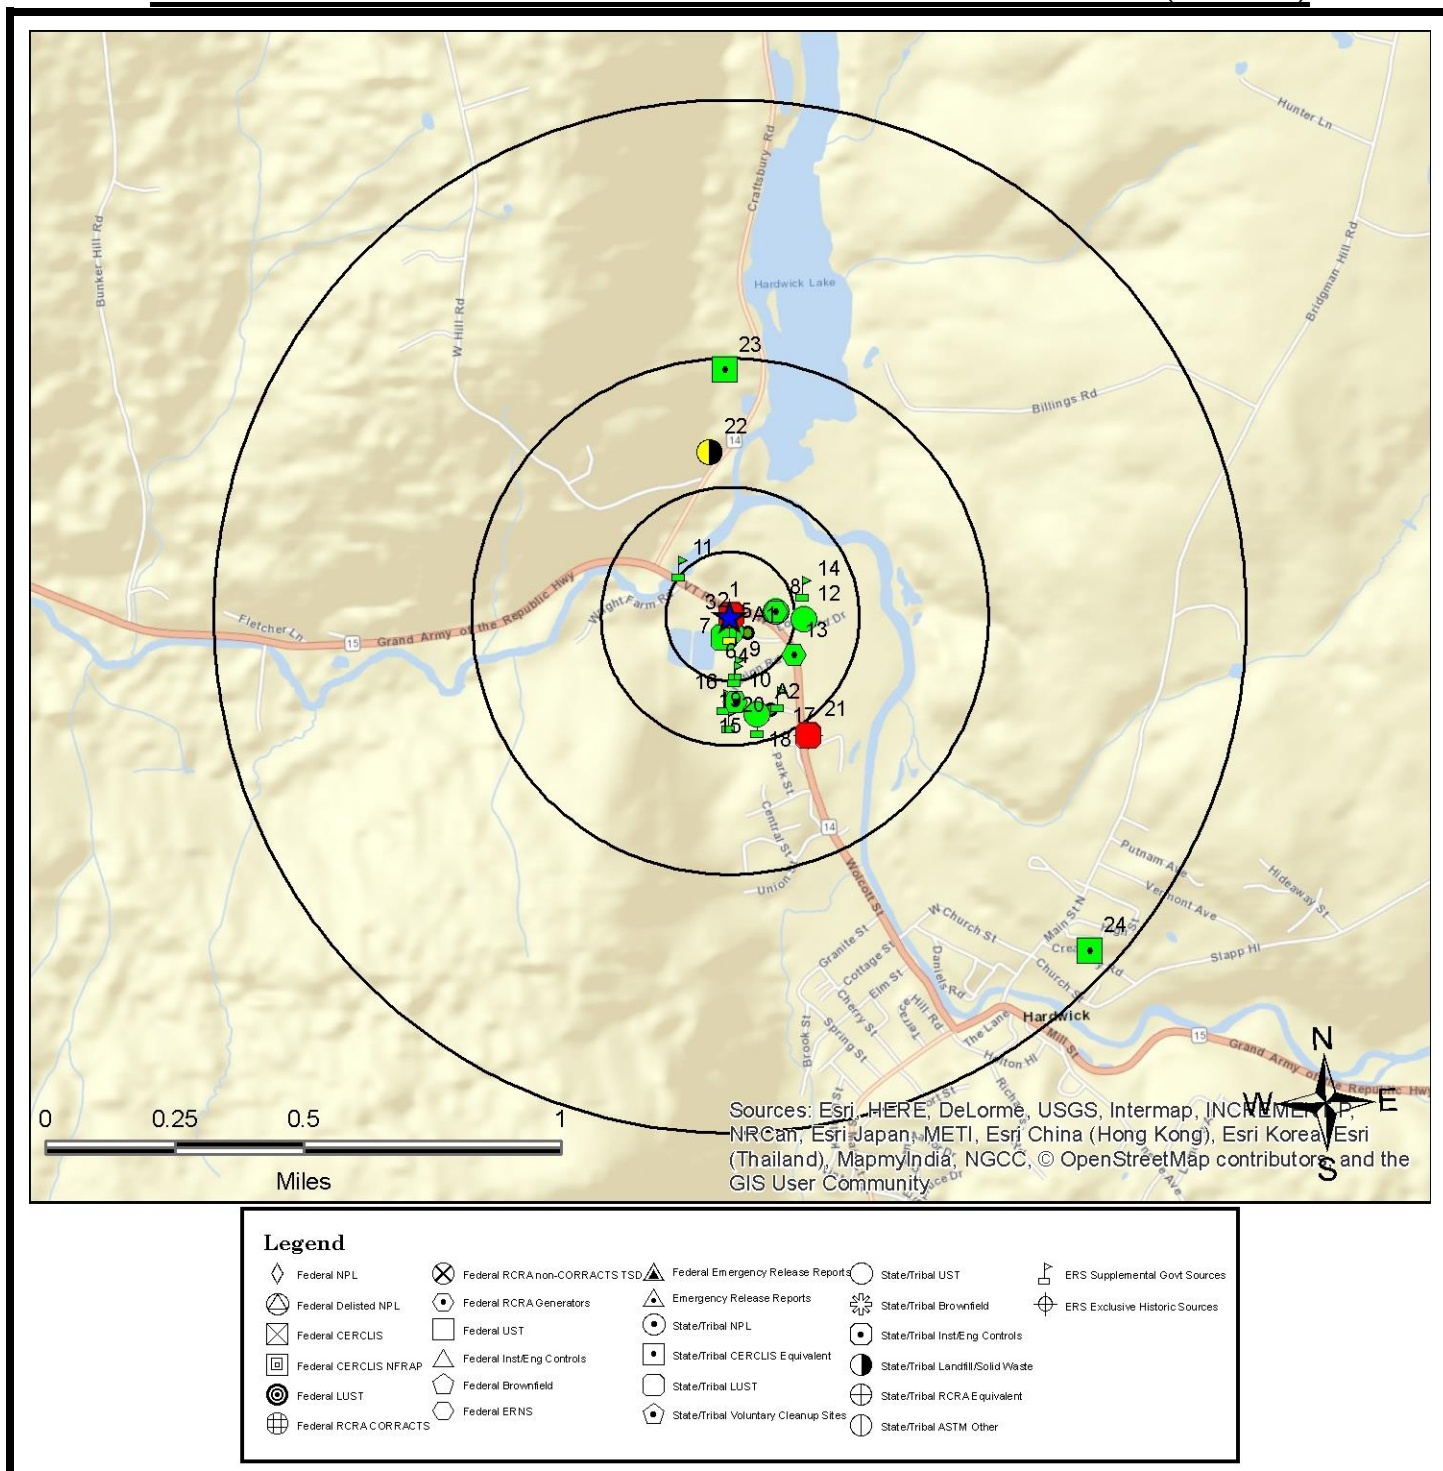 Hunter Ln
Craftsbury Rd
Bunker Hill Rd
Bridgman Hill Rd
Hardwick Lake
W Hill Rd
23
Billings Rd
22
14
11
14
8
12
1
2
3
5
A1
7
13
6
9
4
Wright Farm Rd
Fletcher Ln
15
Grand Army of the Republic Hwy
16
10
A2
19
20
17
21
15
18
Park St
Central St
14
Union St
Wolcott St
Putnam Ave
Vermont Ave
Hideaway St
Main St N
W Church St
24
High St
Slapp Hl
Granite St
Cottage St
Elm St
Daniels Rd
Church St
Cherry St
Hill Rd
Terrace
Spring St
Brook St
The Lane
Hardwick
Mill St
Holton Hl
15
Grand Army of the Republic Hwy
N
W
E
S
0 0.25 0.5 1
Miles
Sources: Esri, HERE, DeLorme, USGS, Intermap, INCREMENT P,
NRCan, Esri Japan, METI, Esri China (Hong Kong), Esri Korea, Esri
(Thailand), MapmyIndia, NGCC, © OpenStreetMap contributors, and the
GIS User Community
Legend
Federal NPL
Federal Delisted NPL
Federal CERCLIS
Federal CERCLIS NFRAP
Federal LUST
Federal RCRA CORRACTS
Federal RCRA non-CORRACTS TSD
Federal RCRA Generators
Federal UST
Federal Inst/Eng Controls
Federal Brownfield
Federal ERNS
Federal Emergency Release Reports
Emergency Release Reports
State/Tribal NPL
State/Tribal CERCLIS Equivalent
State/Tribal LUST
State/Tribal Voluntary Cleanup Sites
State/Tribal UST
State/Tribal Brownfield
State/Tribal Inst/Eng Controls
State/Tribal Landfill/Solid Waste
State/Tribal RCRA Equivalent
State/Tribal ASTM Other
ERS Supplemental Govt Sources
ERS Exclusive Historic Sources